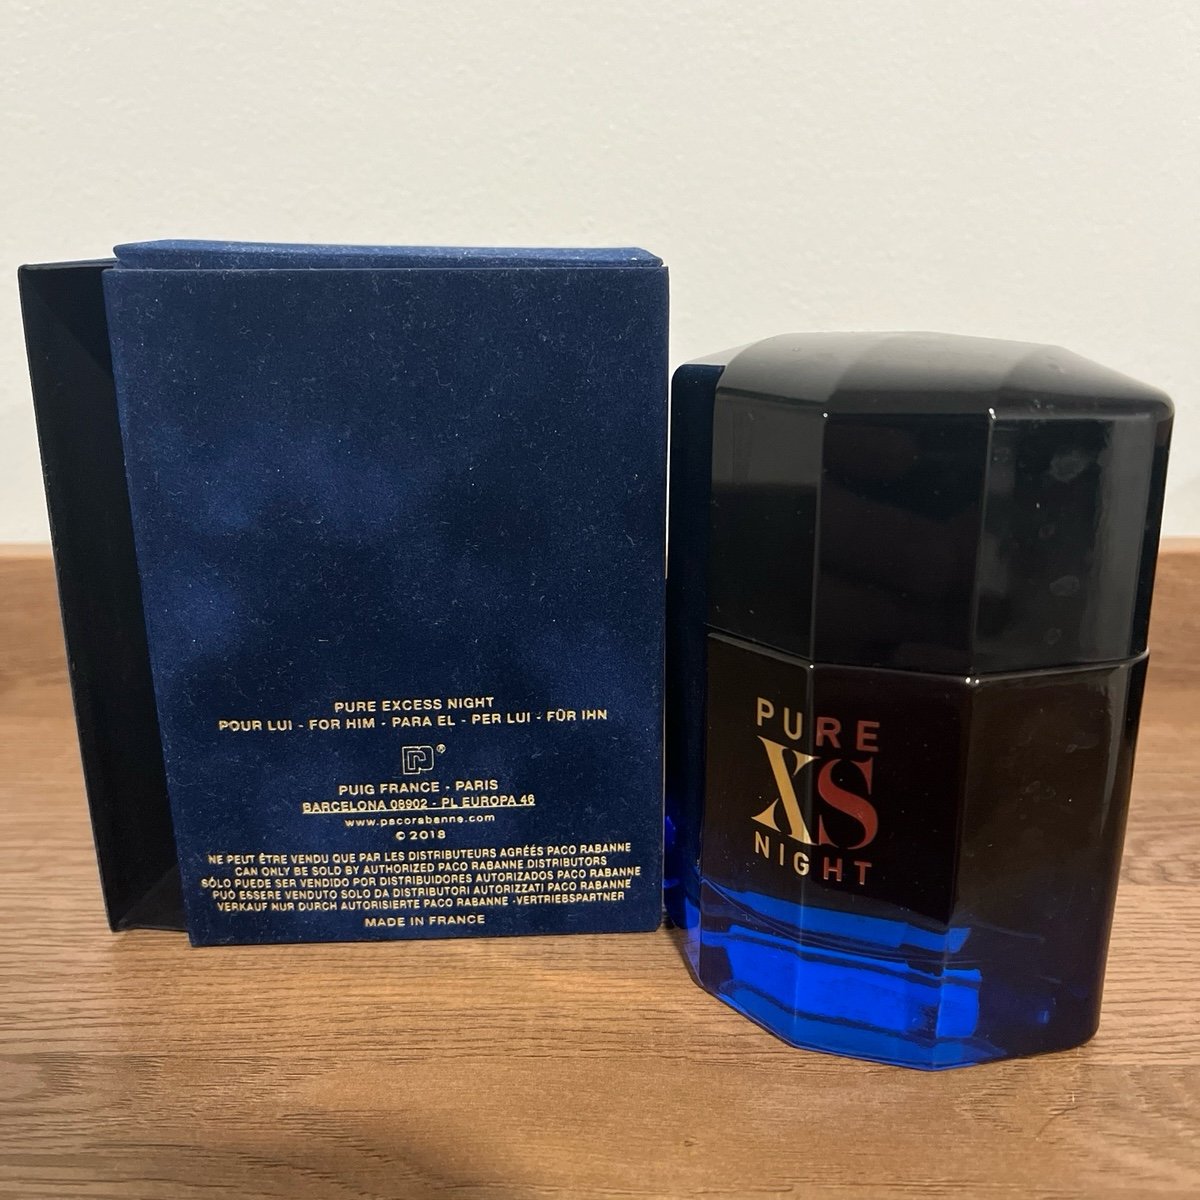 PURE EXCESS NIGHT
POUR LUI - FOR HIM - PARA EL - PER LUI - FÜR IHN
®
PUIG FRANCE - PARIS
BARCELONA 08902 - PL EUROPA 46
www.pacorabanne.com
© 2018
NE PEUT ÊTRE VENDU QUE PAR LES DISTRIBUTEURS AGRÉÉS PACO RABANNE
CAN ONLY BE SOLD BY AUTHORIZED PACO RABANNE DISTRIBUTORS
SÓLO PUEDE SER VENDIDO POR DISTRIBUIDORES AUTORIZADOS PACO RABANNE
PUÒ ESSERE VENDUTO SOLO DA DISTRIBUTORI AUTORIZZATI PACO RABANNE
VERKAUF NUR DURCH AUTORISIERTE PACO RABANNE -VERTRIEBSPARTNER
MADE IN FRANCE
PURE
XS
NIGHT